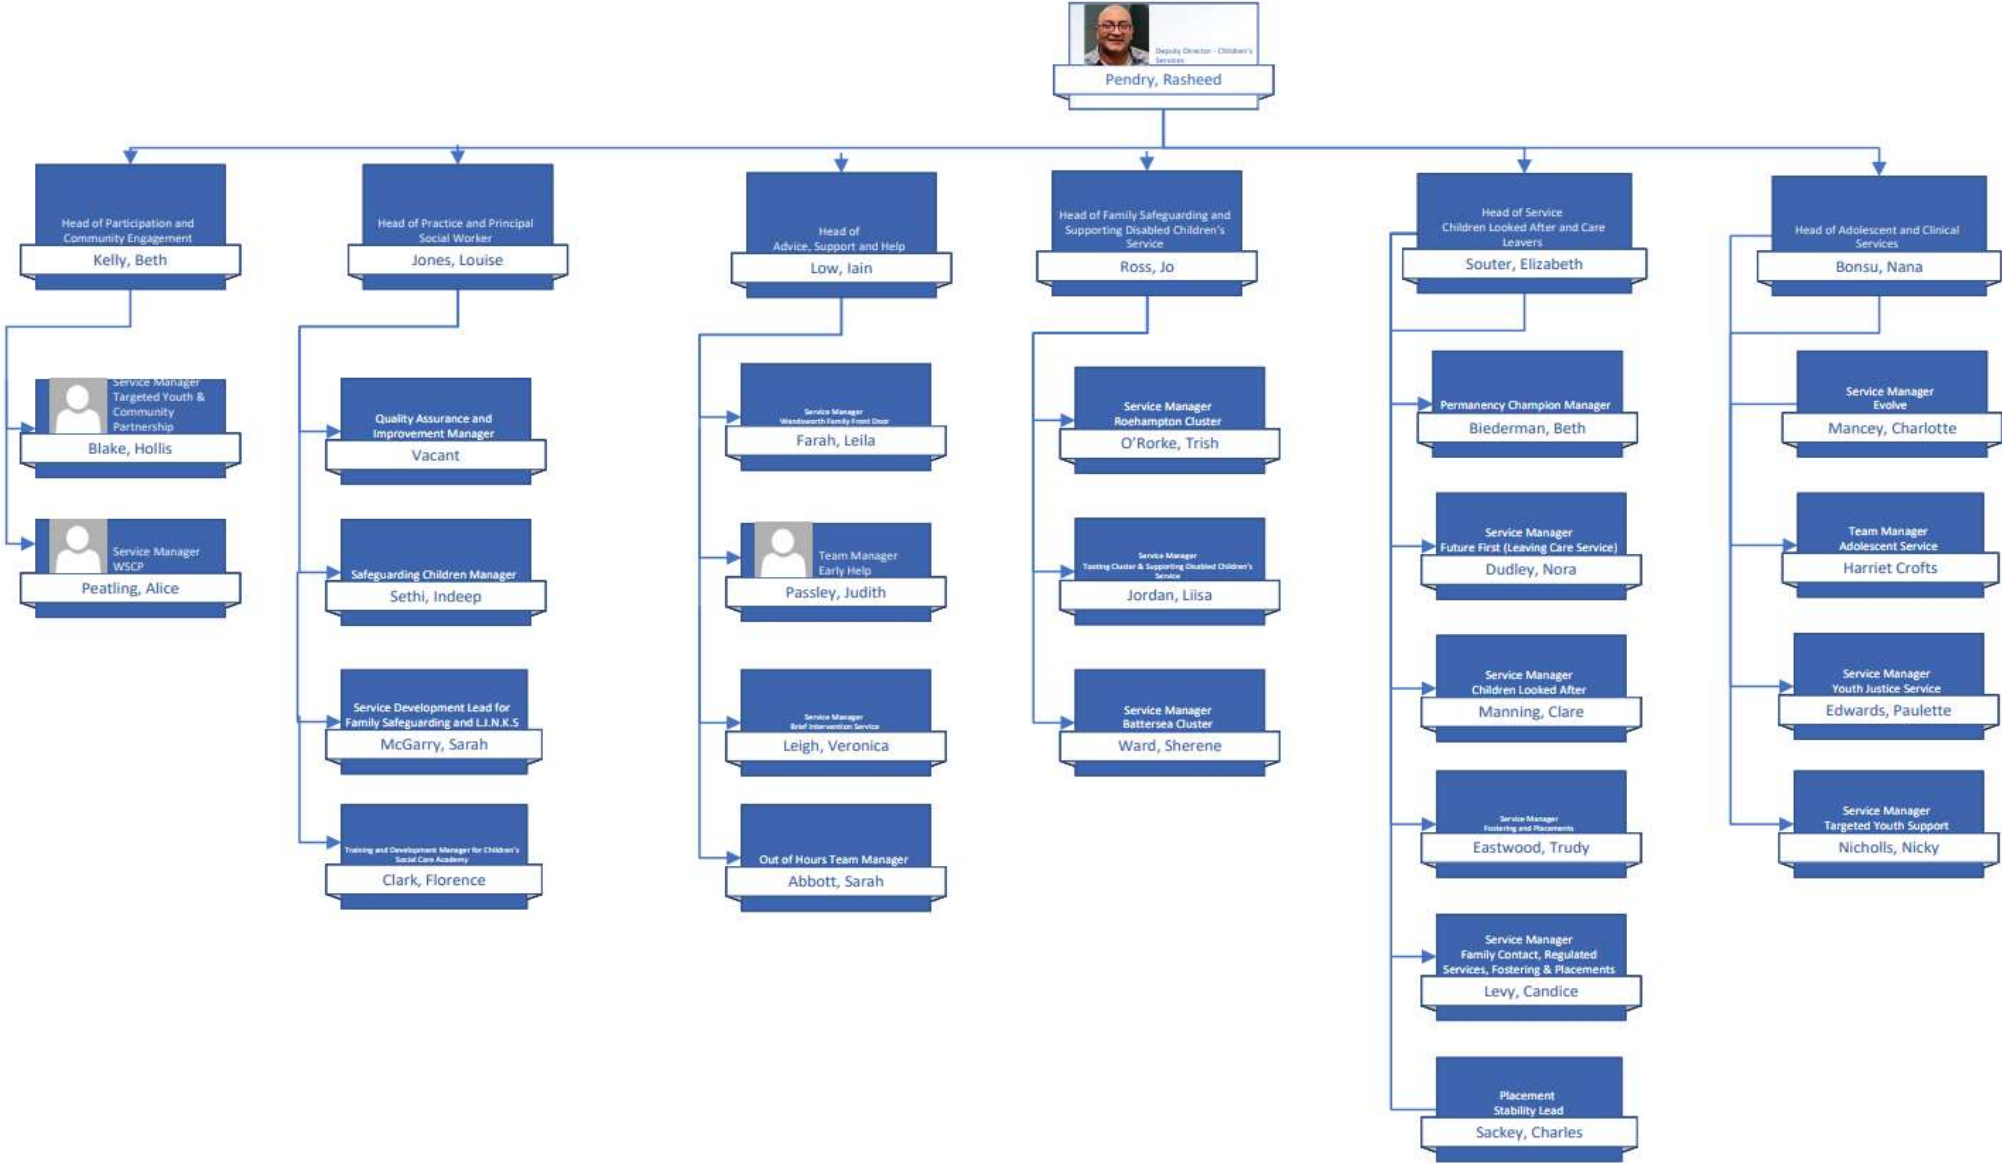 Deputy Director - Children's
Services
Pendry, Rasheed
Head of Participation and
Community Engagement
Kelly, Beth
Head of Practice and Principal
Social Worker
Jones, Louise
Head of
Advice, Support and Help
Low, Iain
Head of Family Safeguarding and
Supporting Disabled Children's
Service
Ross, Jo
Head of Service
Children Looked After and Care
Leavers
Souter, Elizabeth
Head of Adolescent and Clinical
Services
Bonsu, Nana
Service Manager
Targeted Youth &
Community
Partnership
Blake, Hollis
Service Manager
WSCP
Peatling, Alice
Quality Assurance and
Improvement Manager
Vacant
Safeguarding Children Manager
Sethi, Indeep
Service Development Lead for
Family Safeguarding and L.I.N.K.S
McGarry, Sarah
Training and Development Manager for Children's
Social Care Academy
Clark, Florence
Service Manager
Wandsworth Family Front Door
Farah, Leila
Team Manager
Early Help
Passley, Judith
Service Manager
Brief Intervention Service
Leigh, Veronica
Out of Hours Team Manager
Abbott, Sarah
Service Manager
Roehampton Cluster
O'Rorke, Trish
Service Manager
Tooting Cluster & Supporting Disabled Children's
Service
Jordan, Liisa
Service Manager
Battersea Cluster
Ward, Sherene
Permanency Champion Manager
Biederman, Beth
Service Manager
Future First (Leaving Care Service)
Dudley, Nora
Service Manager
Children Looked After
Manning, Clare
Service Manager
Fostering and Placements
Eastwood, Trudy
Service Manager
Family Contact, Regulated
Services, Fostering & Placements
Levy, Candice
Placement
Stability Lead
Sackey, Charles
Service Manager
Evolve
Mancey, Charlotte
Team Manager
Adolescent Service
Harriet Crofts
Service Manager
Youth Justice Service
Edwards, Paulette
Service Manager
Targeted Youth Support
Nicholls, Nicky